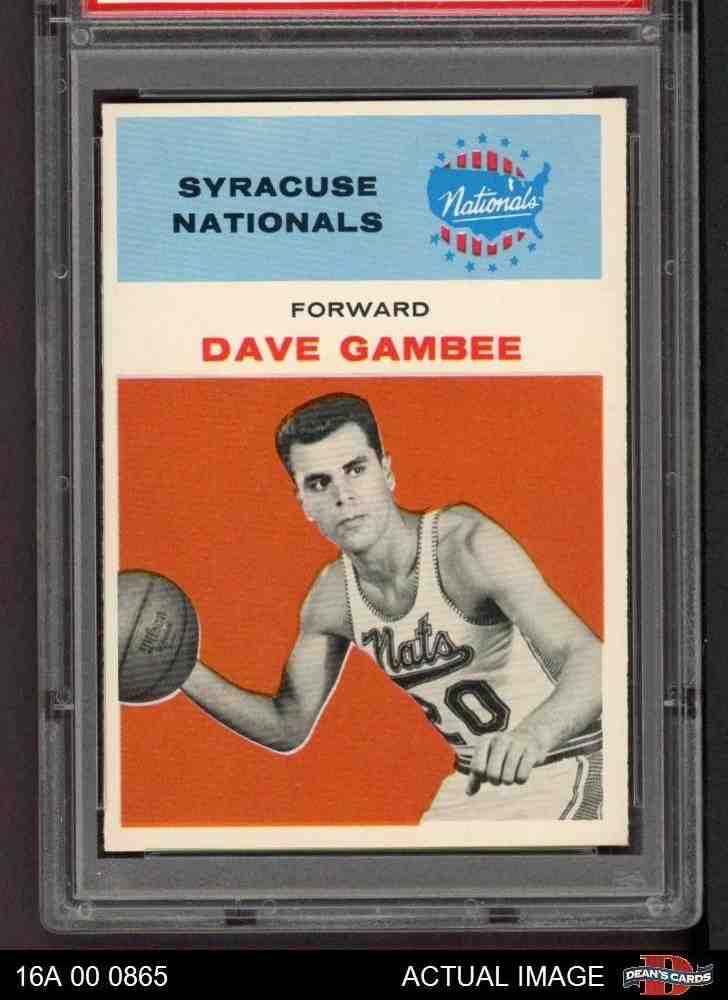 SYRACUSE
NATIONALS
Nationals
FORWARD
DAVE GAMBEE
Nats
20
16A 00 0865
ACTUAL IMAGE
DEAN'S CARDS